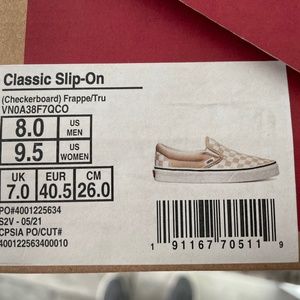 Classic Slip-On
(Checkerboard) Frappe/Tru
VN0A38F7QCO
8.0 US MEN
9.5 US WOMEN
UK EUR CM
7.0 40.5 26.0
PO#4001225634
S2V - 05/21
CPSIA PO/CUT#
400122563400010
1 91167 70511 9